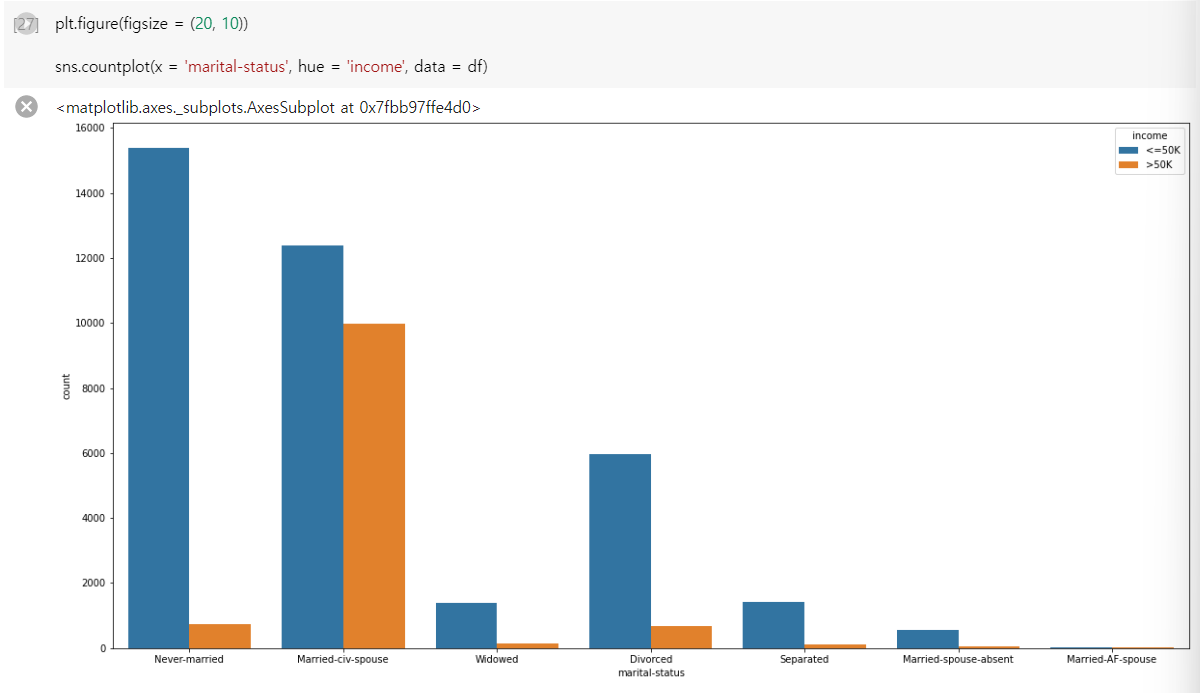 [27] plt.figure(figsize = (20, 10))
sns.countplot(x = 'marital-status', hue = 'income', data = df)
<matplotlib.axes._subplots.AxesSubplot at 0x7fbb97ffe4d0>
16000
14000
12000
10000
8000
6000
4000
2000
0
count
income
<=50K
>50K
Never-married Married-civ-spouse Widowed Divorced Separated Married-spouse-absent Married-AF-spouse
marital-status